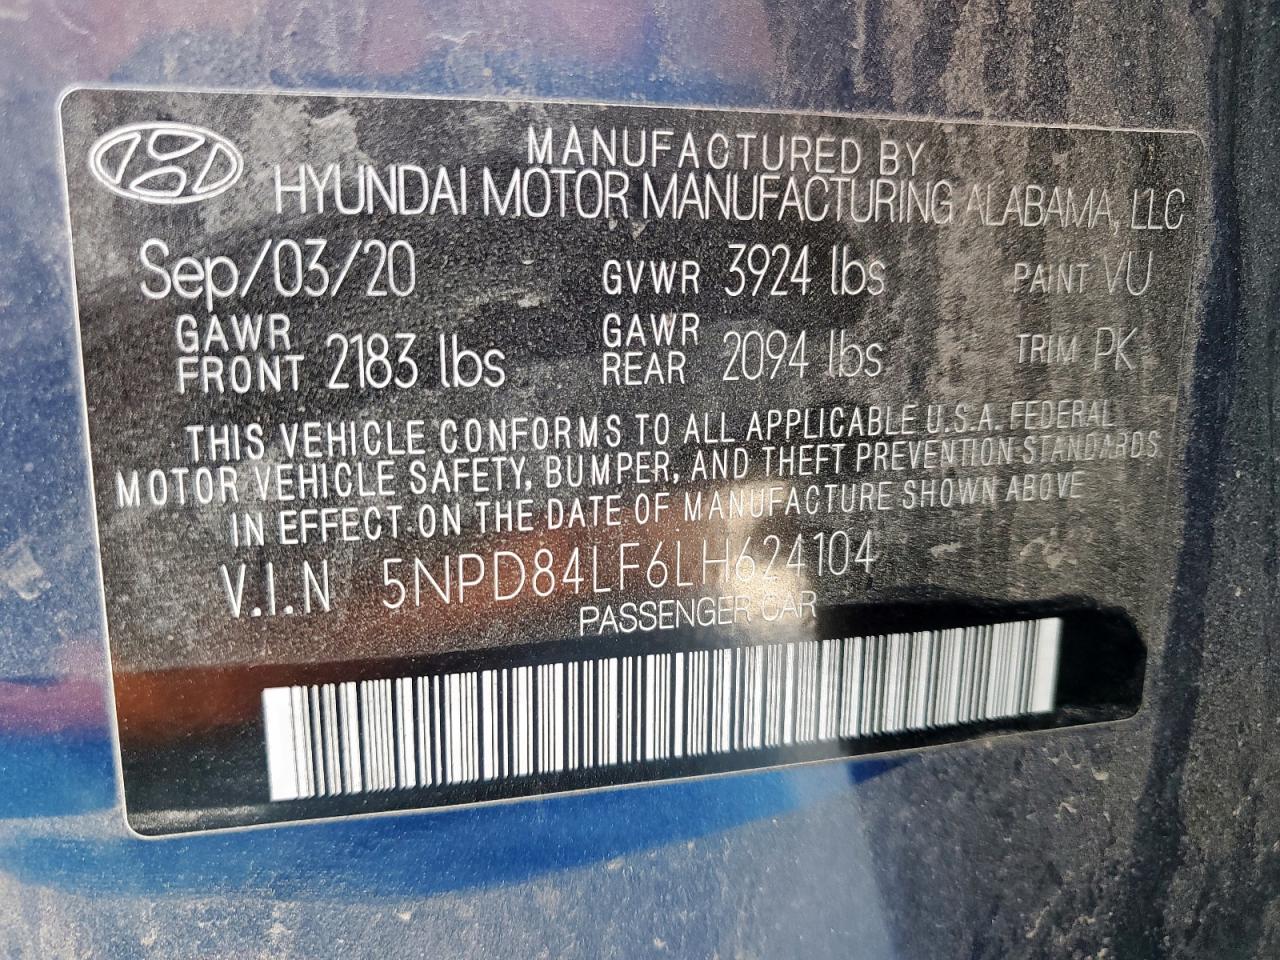 MANUFACTURED BY
HYUNDAI MOTOR MANUFACTURING ALABAMA, LLC
Sep/03/20 GVWR 3924 lbs PAINT VU
GAWR FRONT 2183 lbs GAWR REAR 2094 lbs TRIM PK
THIS VEHICLE CONFORMS TO ALL APPLICABLE U.S.A. FEDERAL
MOTOR VEHICLE SAFETY, BUMPER, AND THEFT PREVENTION STANDARDS
IN EFFECT ON THE DATE OF MANUFACTURE SHOWN ABOVE
V.I.N 5NPD84LF6LH624104
PASSENGER CAR